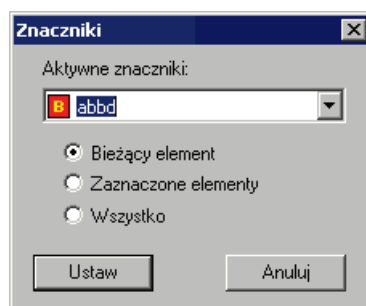 Znaczniki
Aktywne znaczniki:
B abbd
Bieżący element
Zaznaczone elementy
Wszystko
Ustaw Anuluj